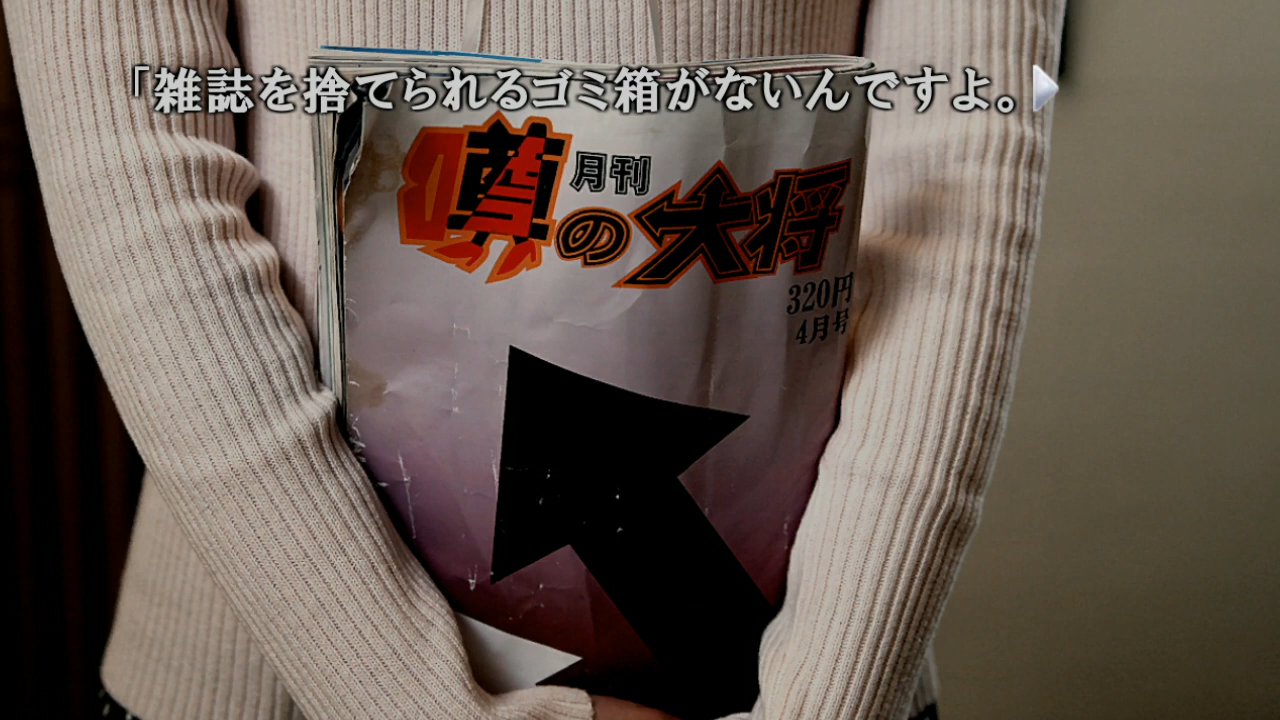 「雑誌を捨てられるゴミ箱がないんですよ。
月刊
噂の大将
320円
4月号